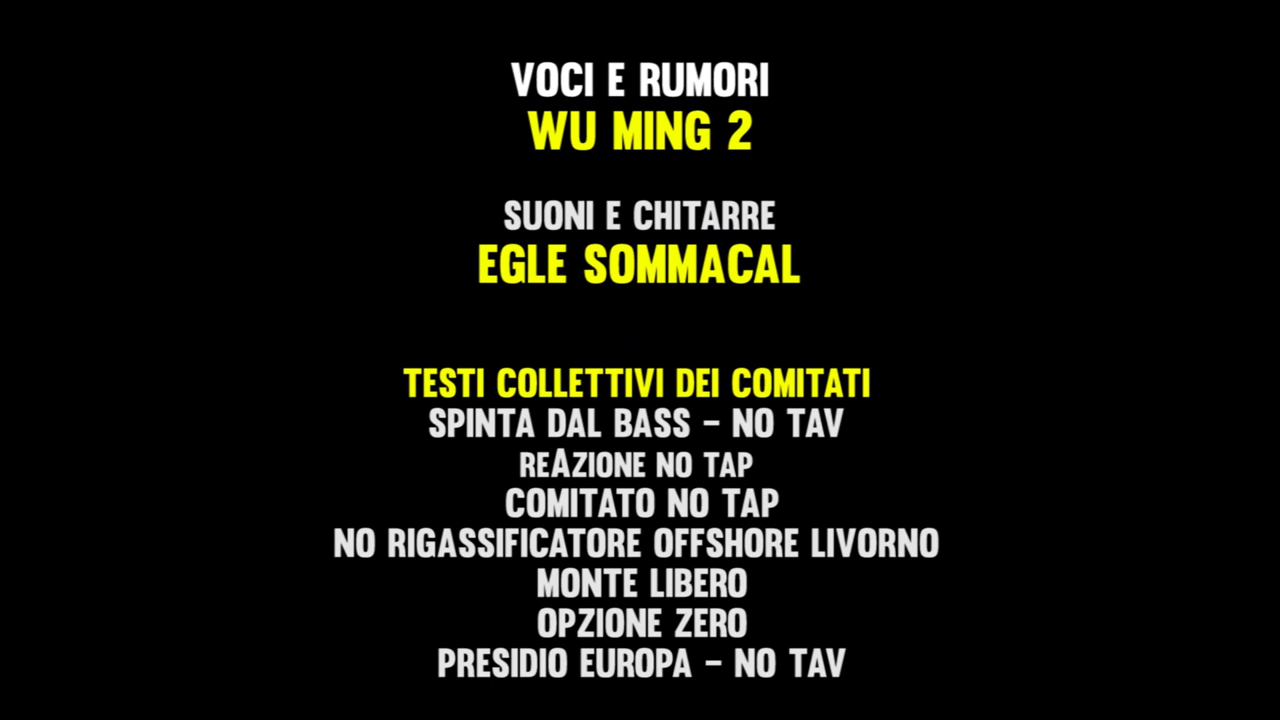 VOCI E RUMORI
WU MING 2
SUONI E CHITARRE
EGLE SOMMACAL
TESTI COLLETTIVI DEI COMITATI
SPINTA DAL BASS – NO TAV
REAZIONE NO TAP
COMITATO NO TAP
NO RIGASSIFICATORE OFFSHORE LIVORNO
MONTE LIBERO
OPZIONE ZERO
PRESIDIO EUROPA – NO TAV